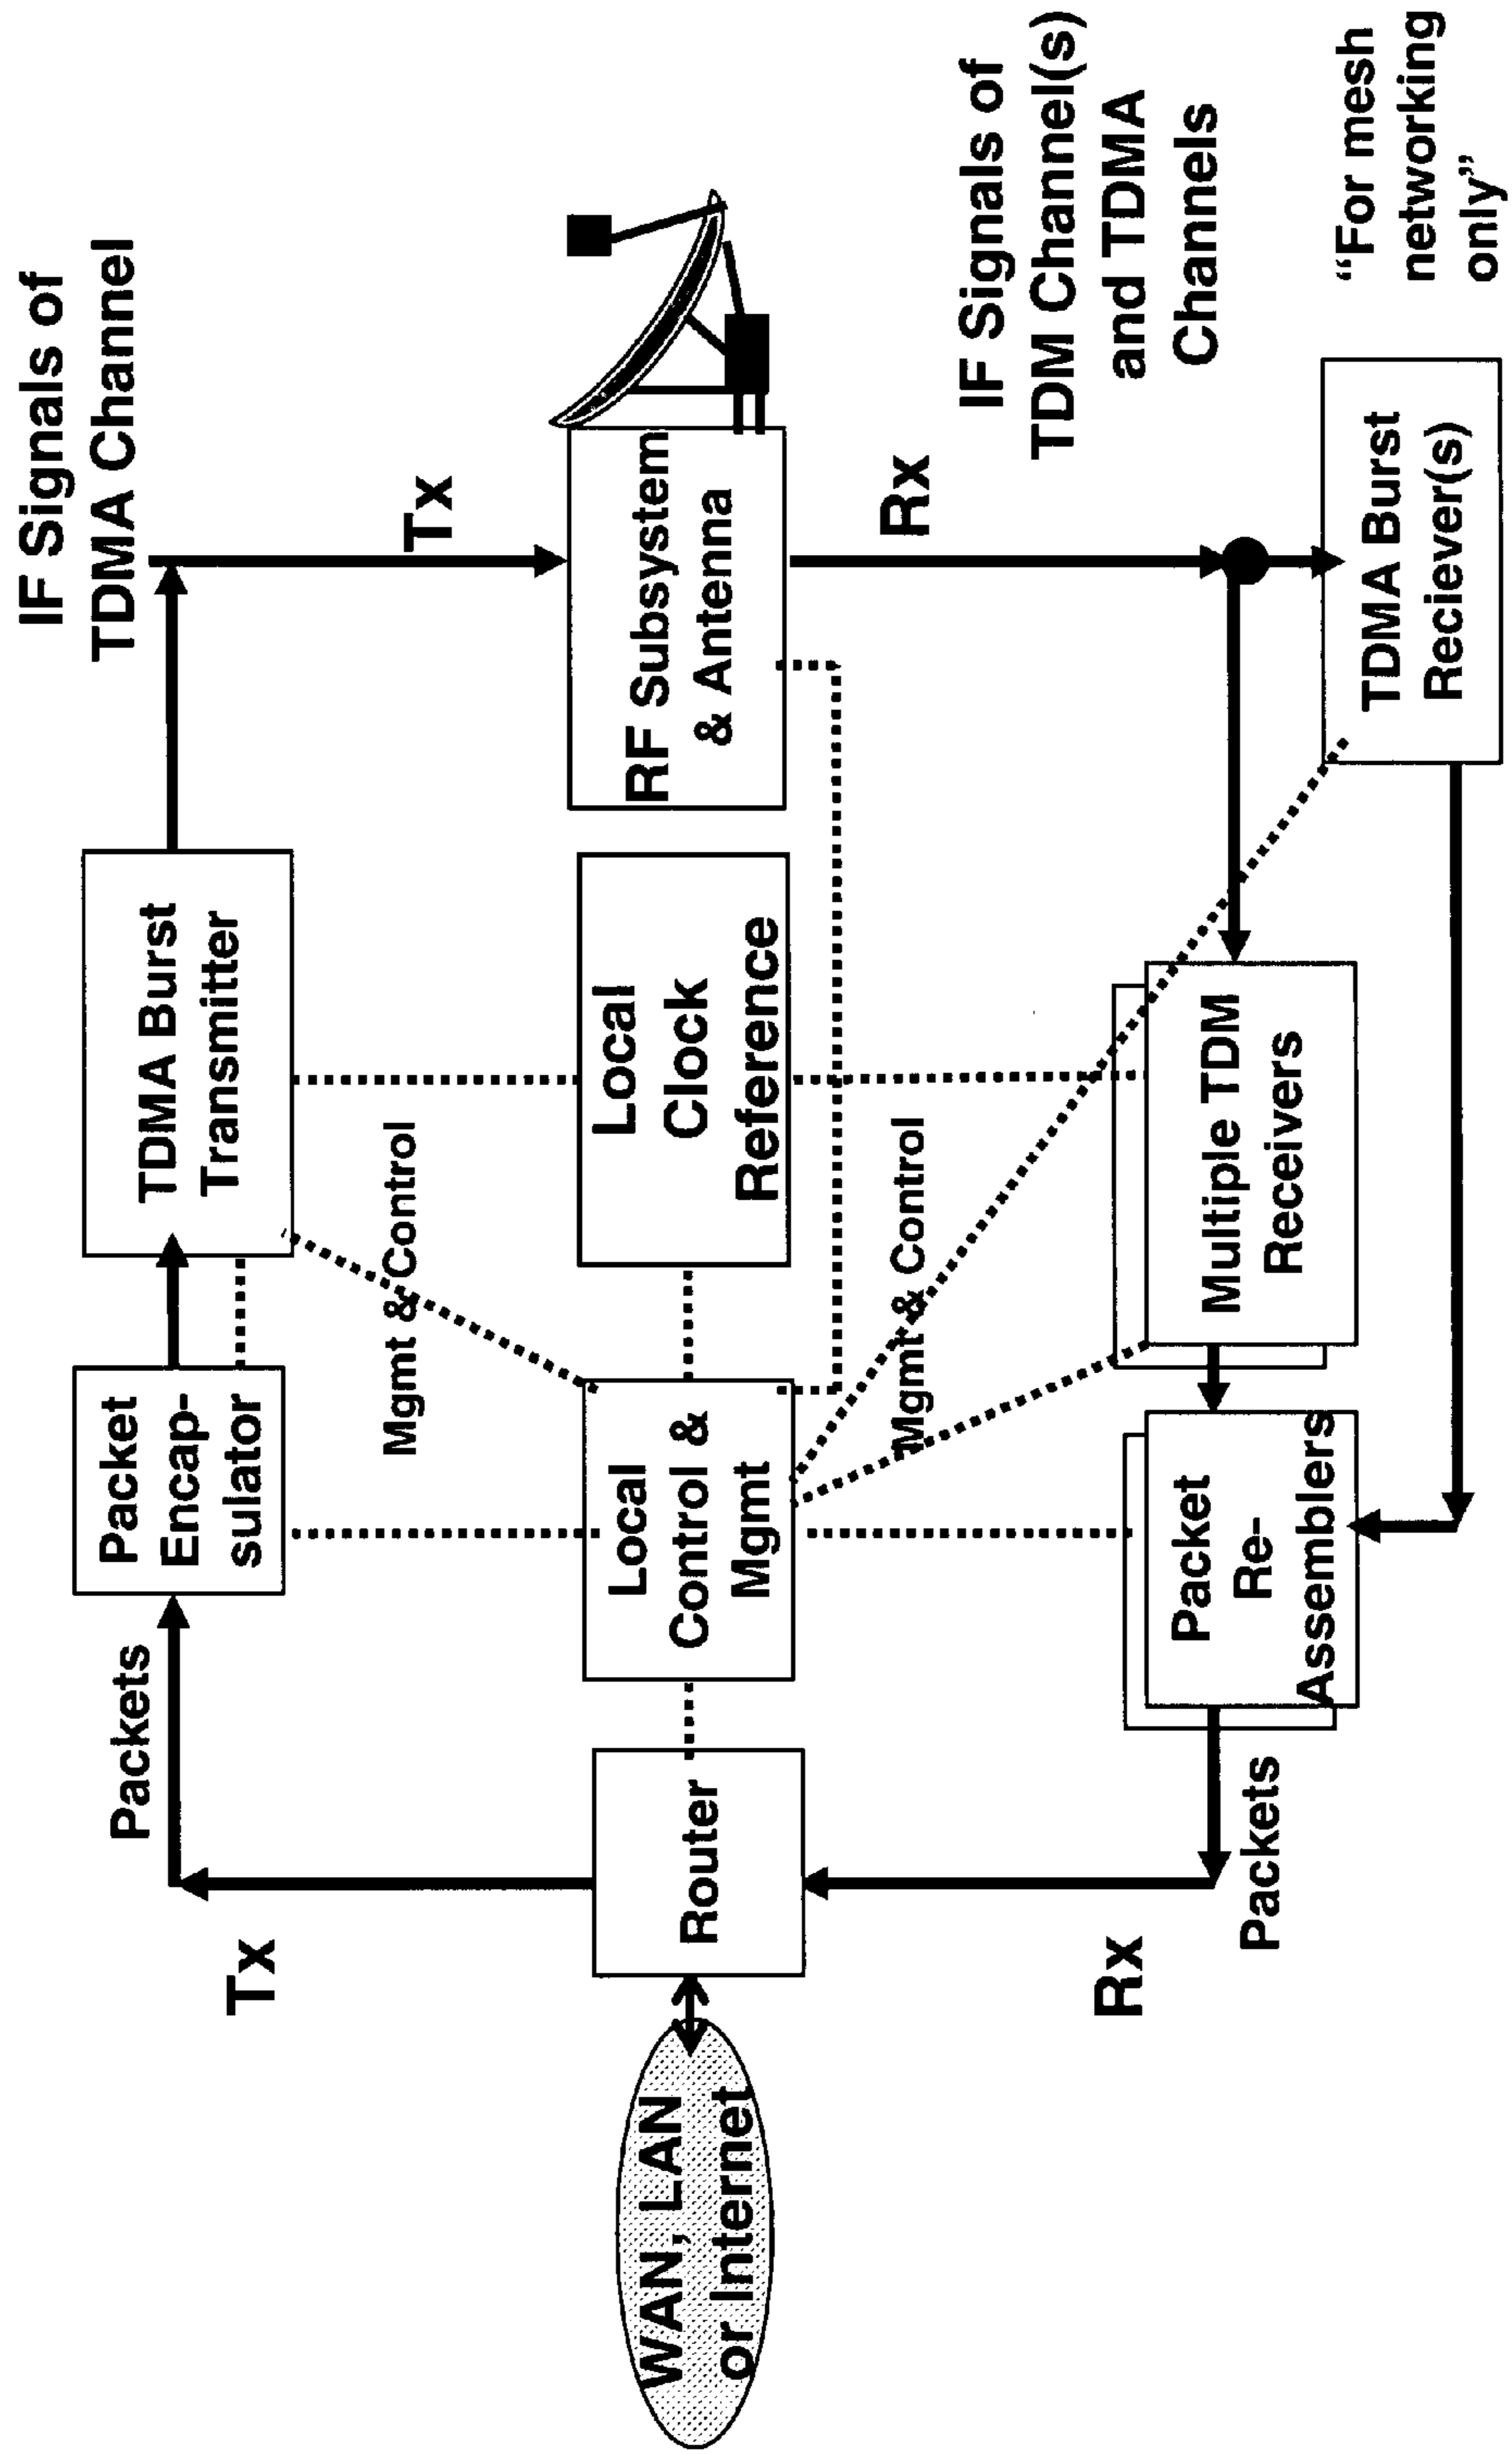 IF Signals of
TDMA Channel
Packets
Packet
Encap-
sulator
TDMA Burst
Transmitter
Tx
Tx
Mgmt & Control
WAN, LAN
or Internet
Router
Local
Control &
Mgmt
Local
Clock
Reference
RF Subsystem
& Antenna
Mgmt & Control
Rx
Rx
IF Signals of
TDM Channel(s)
and TDMA
Channels
Packets
Packet
Re-
Assemblers
Multiple TDM
Receivers
TDMA Burst
Reciever(s)
“For mesh
networking
only”